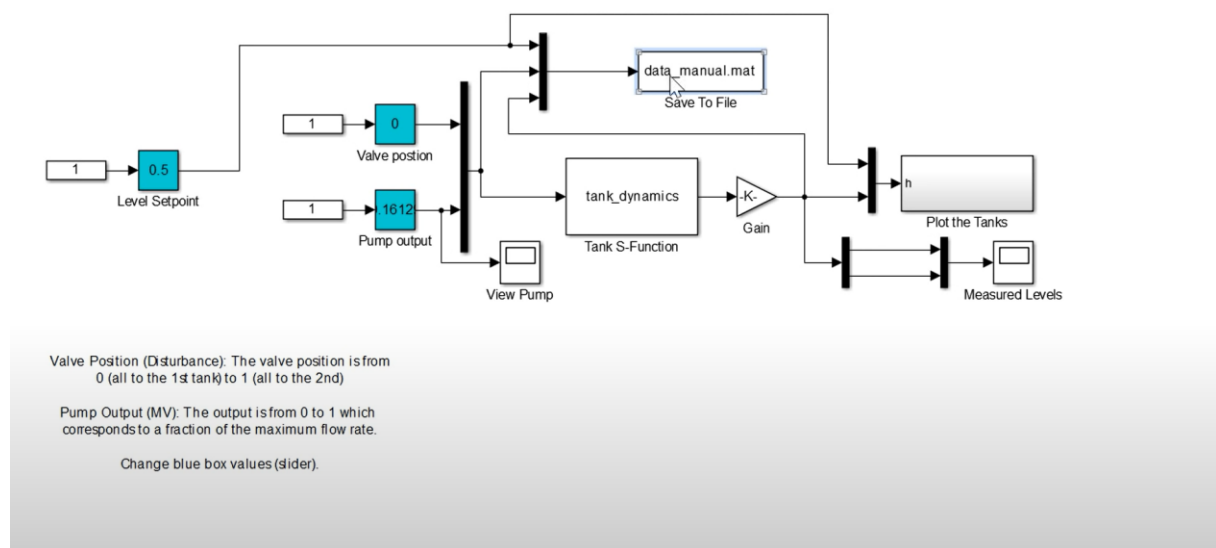 data_manual.mat
Save To File
1
0
Valve postion
1
0.5
Level Setpoint
1
.1612
Pump output
View Pump
tank_dynamics
Tank S-Function
-K-
Gain
h
Plot the Tanks
Measured Levels
Valve Position (Disturbance): The valve position is from
0 (all to the 1st tank) to 1 (all to the 2nd)
Pump Output (MV): The output is from 0 to 1 which
corresponds to a fraction of the maximum flow rate.
Change blue box values (slider).